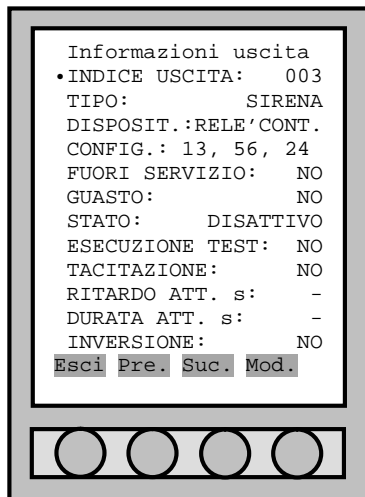 Informazioni uscita
•INDICE USCITA: 003
TIPO: SIRENA
DISPOSIT.:RELE’CONT.
CONFIG.: 13, 56, 24
FUORI SERVIZIO: NO
GUASTO: NO
STATO: DISATTIVO
ESECUZIONE TEST: NO
TACITAZIONE: NO
RITARDO ATT. s: -
DURATA ATT. s: -
INVERSIONE: NO
Esci Pre. Suc. Mod.